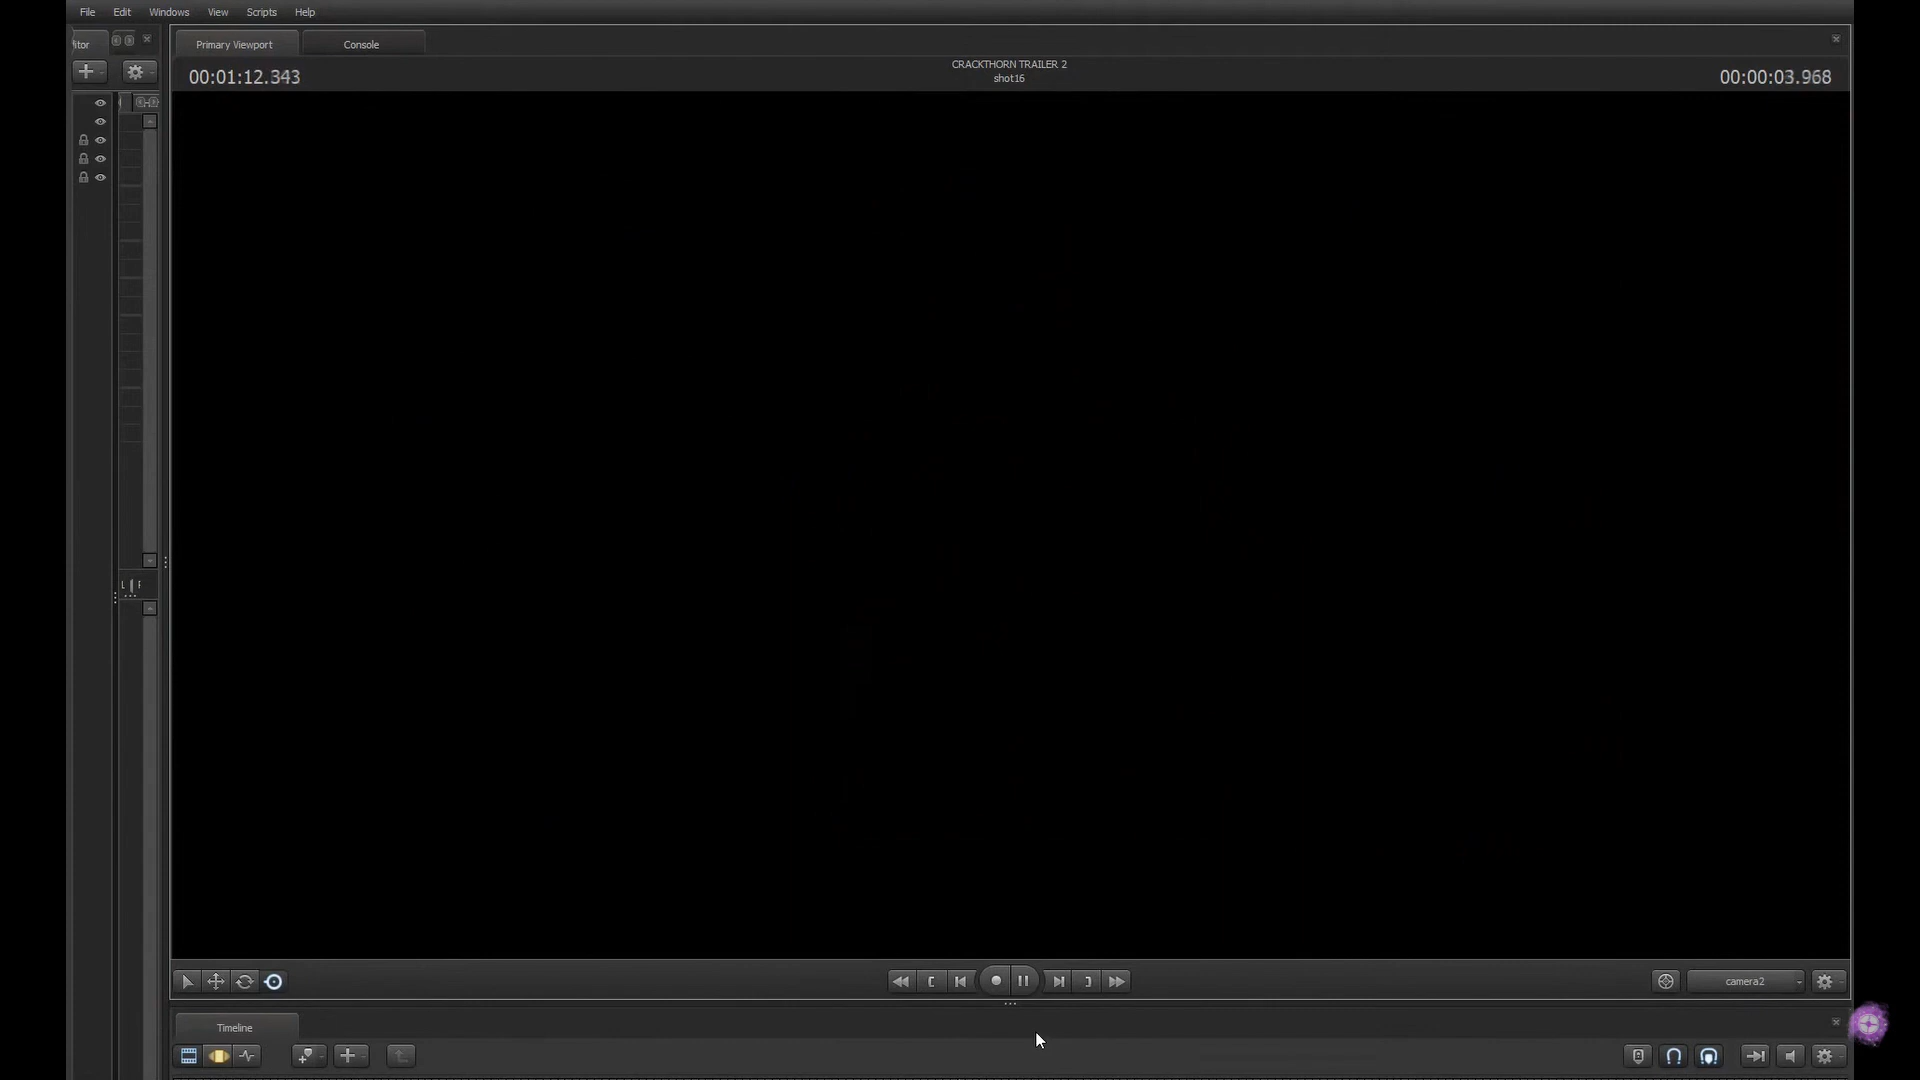 File Edit Windows View Scripts Help
itor
Primary Viewport Console
00:01:12.343
CRACKTHORN TRAILER 2
shot16
00:00:03.968
camera2
Timeline